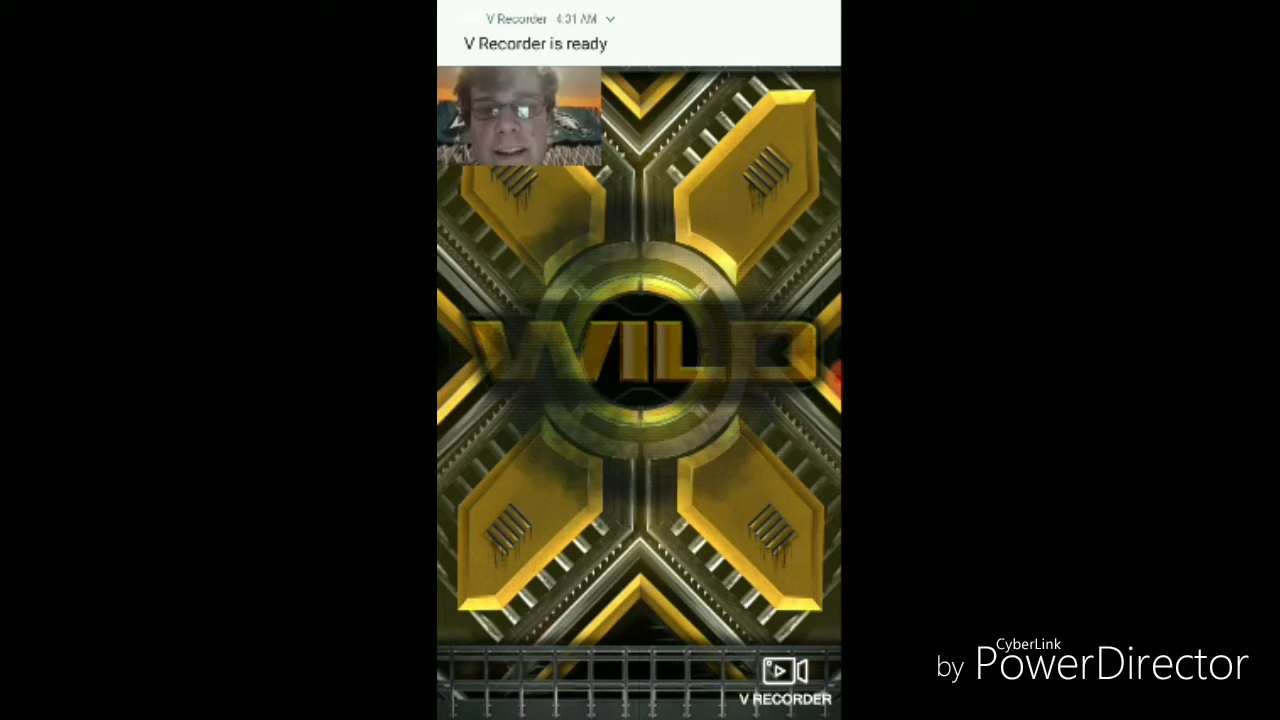 V Recorder 4:31 AM
V Recorder is ready
WILD
V RECORDER
CyberLink
by PowerDirector